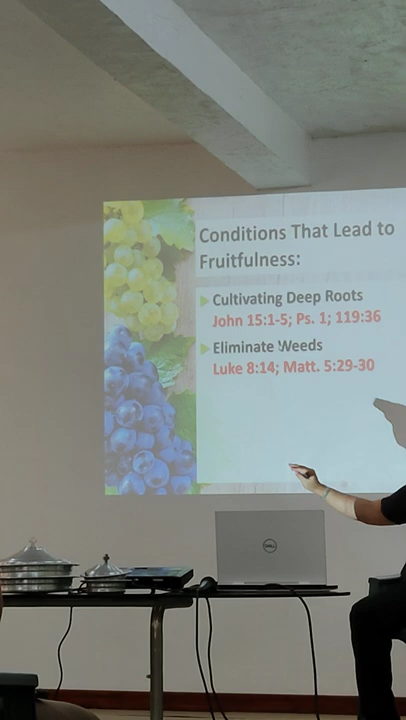 Conditions That Lead to
Fruitfulness:
Cultivating Deep Roots
John 15:1-5; Ps. 1; 119:36
Eliminate Weeds
Luke 8:14; Matt. 5:29-30
DELL